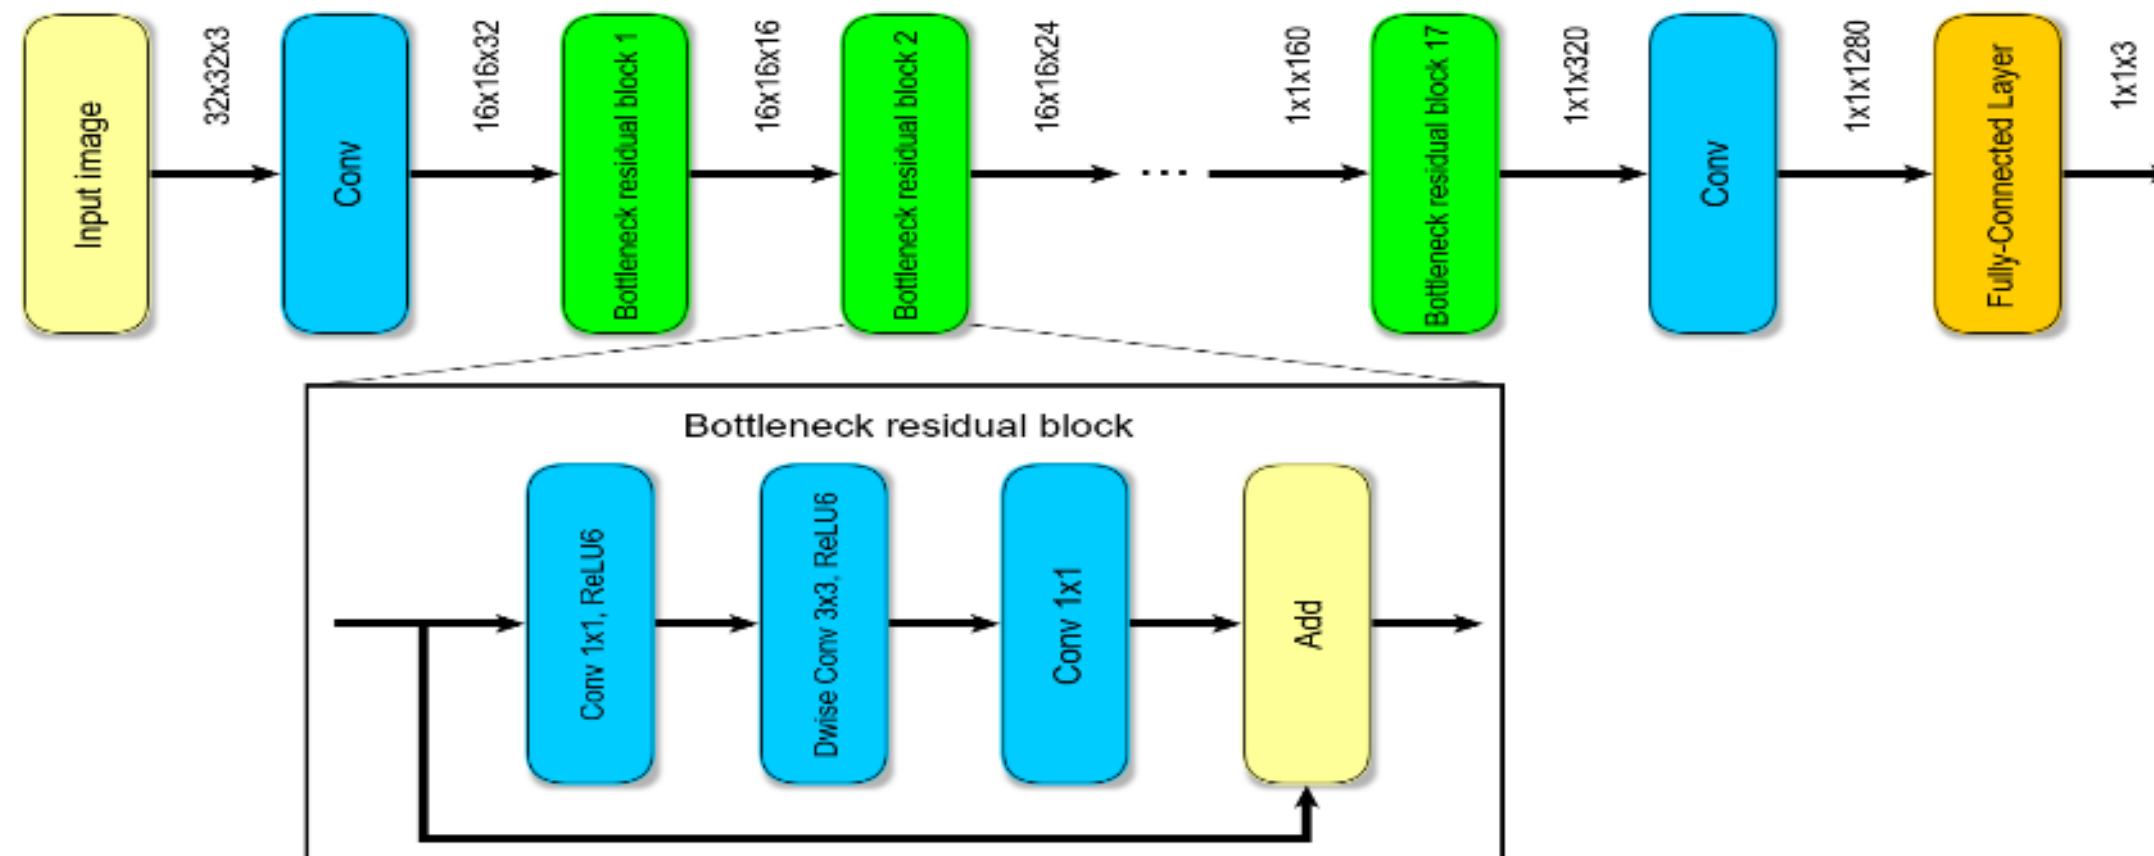 Input image
32x32x3
Conv
16x16x32
Bottleneck residual block 1
16x16x16
Bottleneck residual block 2
16x16x24
...
1x1x160
Bottleneck residual block 17
1x1x320
Conv
1x1x1280
Fully-Connected Layer
1x1x3
Bottleneck residual block
Conv 1x1, ReLU6
Dwise Conv 3x3, ReLU6
Conv 1x1
Add